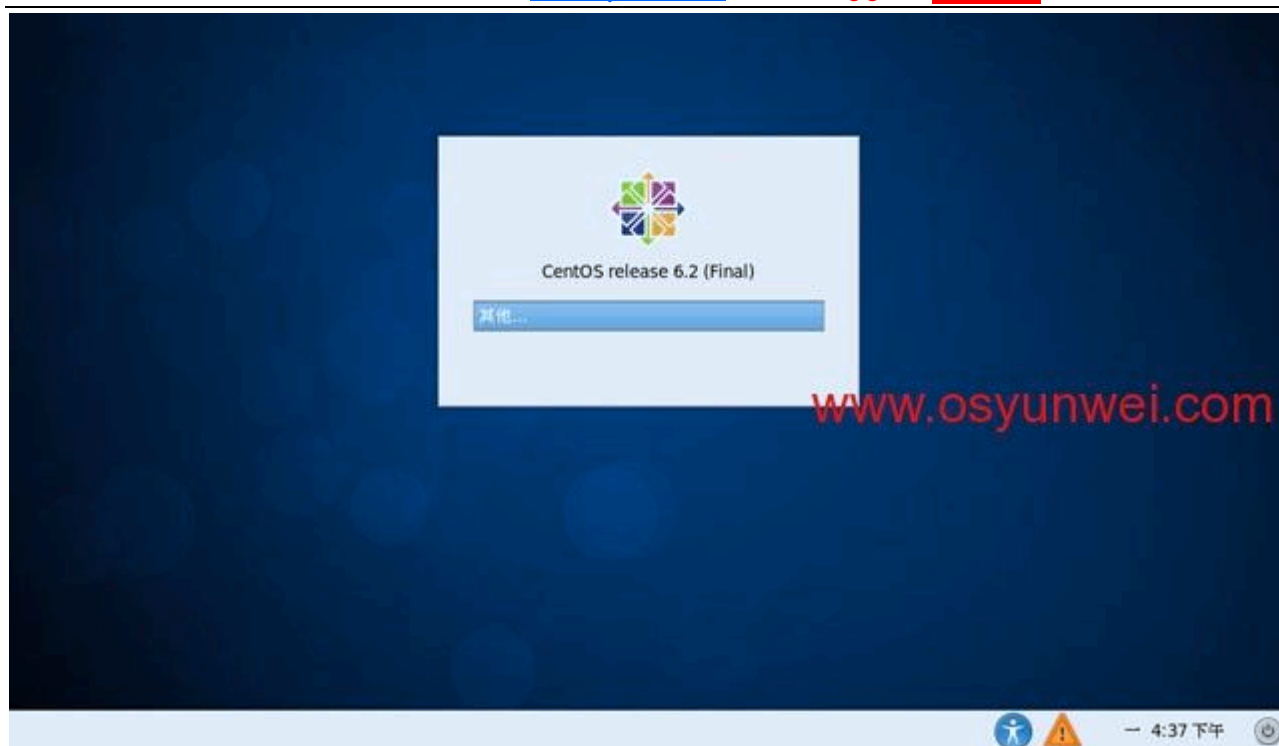 CentOS release 6.2 (Final)
其他...
www.osyunwei.com
一 4:37 下午